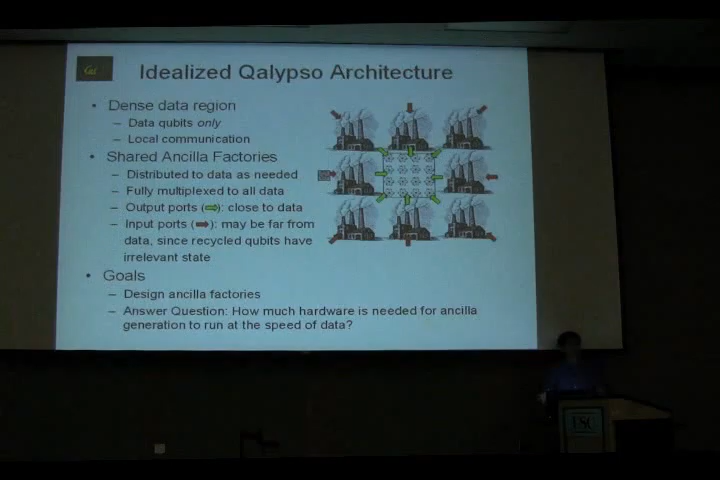 Cal
Idealized Qalypso Architecture
• Dense data region
– Data qubits only
– Local communication
• Shared Ancilla Factories
– Distributed to data as needed
– Fully multiplexed to all data
– Output ports ( ): close to data
– Input ports ( ): may be far from
data, since recycled qubits have
irrelevant state
• Goals
– Design ancilla factories
– Answer Question: How much hardware is needed for ancilla
generation to run at the speed of data?
USC